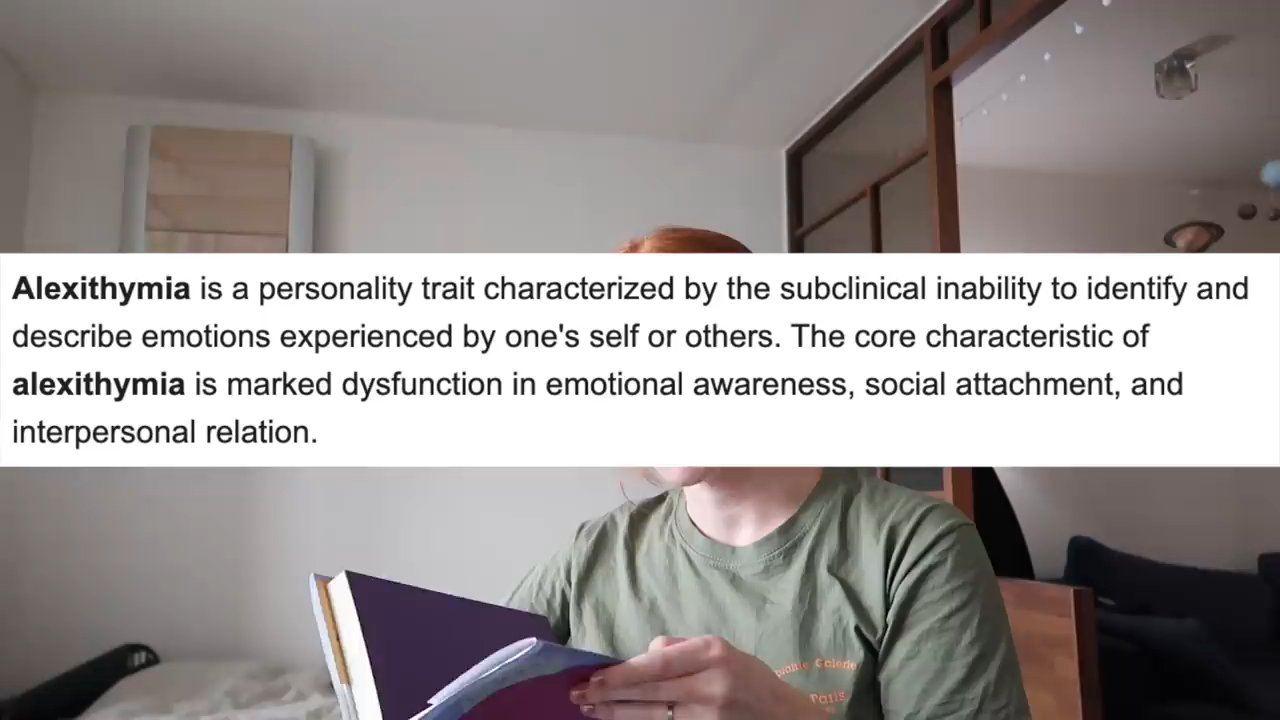 Alexithymia is a personality trait characterized by the subclinical inability to identify and
describe emotions experienced by one's self or others. The core characteristic of
alexithymia is marked dysfunction in emotional awareness, social attachment, and
interpersonal relation.
Paris